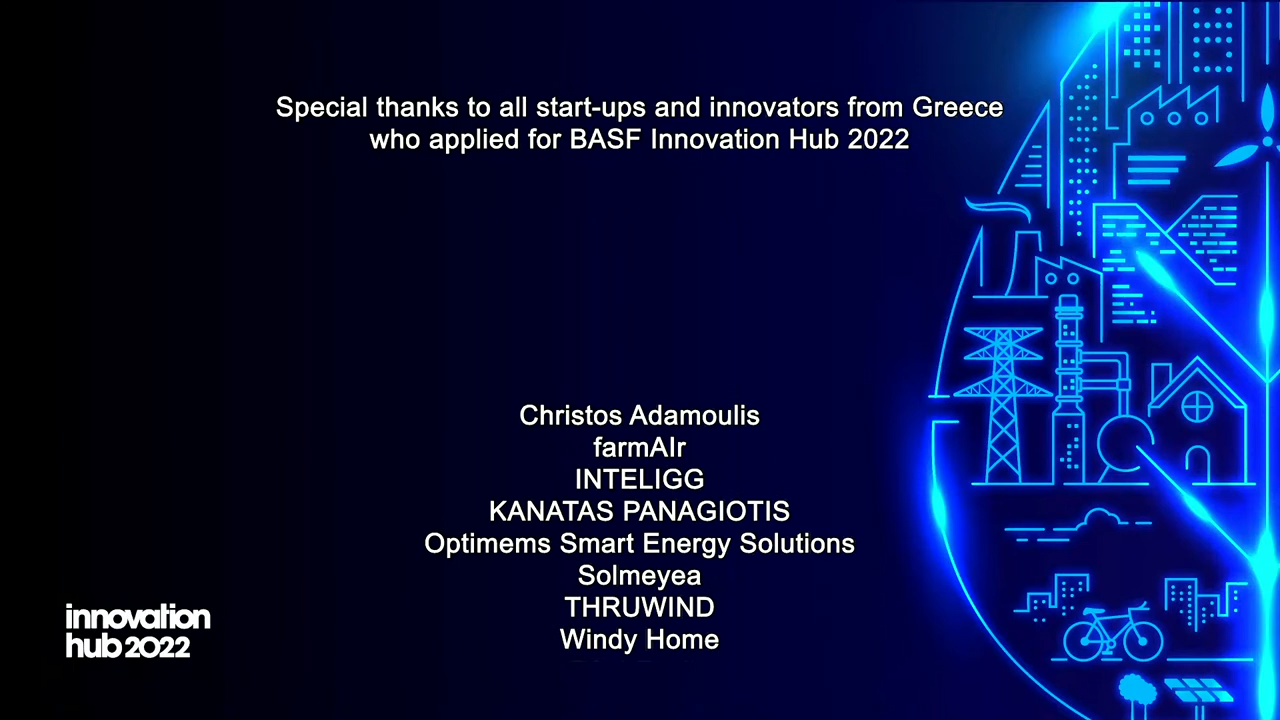 Special thanks to all start-ups and innovators from Greece
who applied for BASF Innovation Hub 2022
Christos Adamoulis
farmAIr
INTELIGG
KANATAS PANAGIOTIS
Optimems Smart Energy Solutions
Solmeyea
THRUWIND
Windy Home
innovation
hub 2022